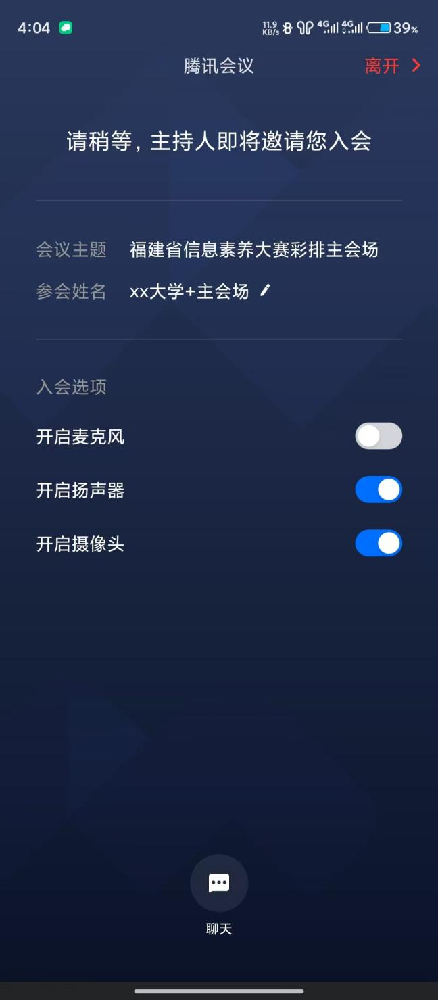 4:04 11.9 KB/s 4G 4G 39%
腾讯会议 离开
请稍等，主持人即将邀请您入会
会议主题 福建省信息素养大赛彩排主会场
参会姓名 xx大学+主会场
入会选项
开启麦克风
开启扬声器
开启摄像头
聊天